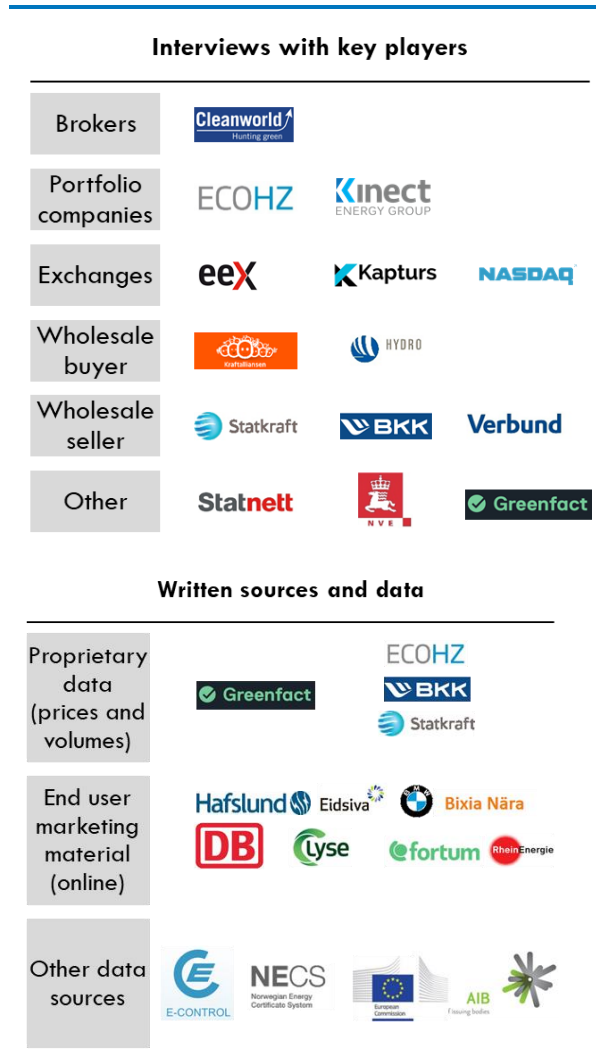 Interviews with key players
Brokers
Cleanworld
Hunting green
Portfolio
companies
ECOHZ
Kinect
ENERGY GROUP
Exchanges
eex
Kapturs
NASDAQ
Wholesale
buyer
Kraftalliansen
HYDRO
Wholesale
seller
Statkraft
BKK
Verbund
Other
Statnett
NVE
Greenfact
Written sources and data
Proprietary
data
(prices and
volumes)
Greenfact
ECOHZ
BKK
Statkraft
End user
marketing
material
(online)
Hafslund
Eidsiva
BMW
Bixia Nära
DB
Lyse
fortum
RheinEnergie
Other data
sources
E-CONTROL
NECS
Norwegian Energy
Certificate System
European
Commission
AIB
issuing bodies